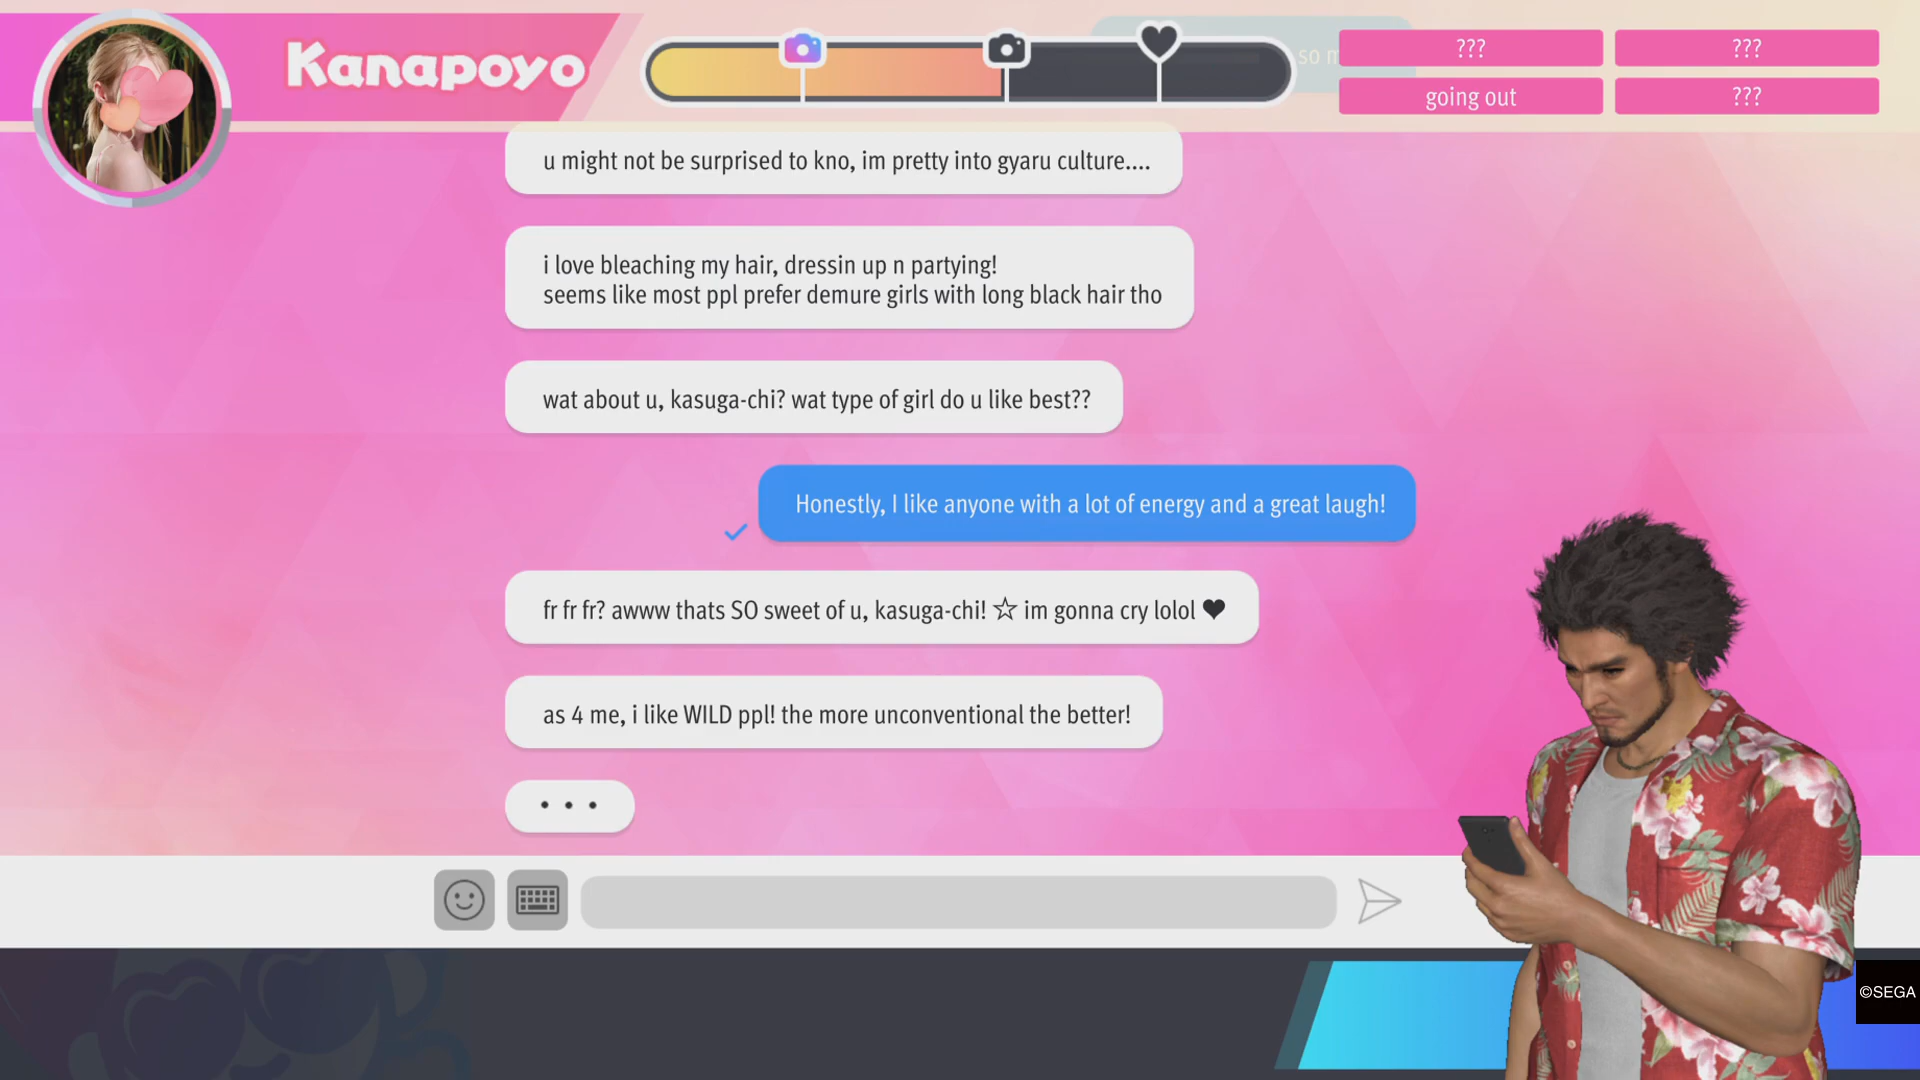 Kanapoyo
so m
???
???
going out
???
u might not be surprised to kno, im pretty into gyaru culture....
i love bleaching my hair, dressin up n partying!
seems like most ppl prefer demure girls with long black hair tho
wat about u, kasuga-chi? wat type of girl do u like best??
Honestly, I like anyone with a lot of energy and a great laugh!
fr fr fr? awww thats SO sweet of u, kasuga-chi! ☆ im gonna cry lolol ♥
as 4 me, i like WILD ppl! the more unconventional the better!
• • •
©SEGA